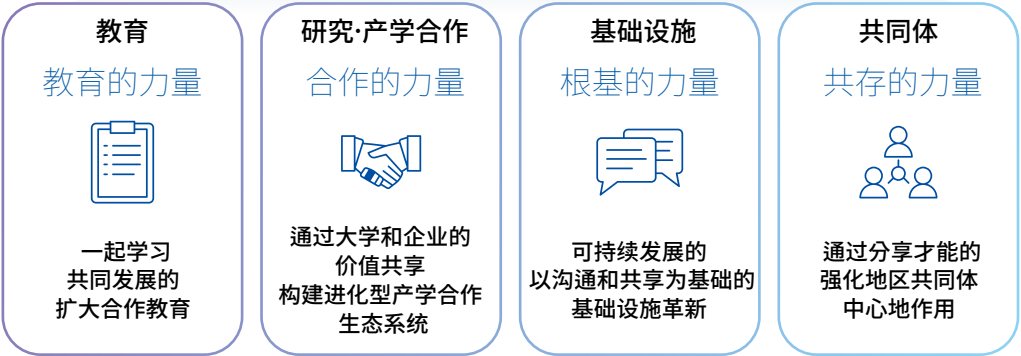 教育
教育的力量
一起学习
共同发展的
扩大合作教育
研究·产学合作
合作的力量
通过大学和企业的
价值共享
构建进化型产学合作
生态系统
基础设施
根基的力量
可持续发展的
以沟通和共享为基础的
基础设施革新
共同体
共存的力量
通过分享才能的
强化地区共同体
中心地作用